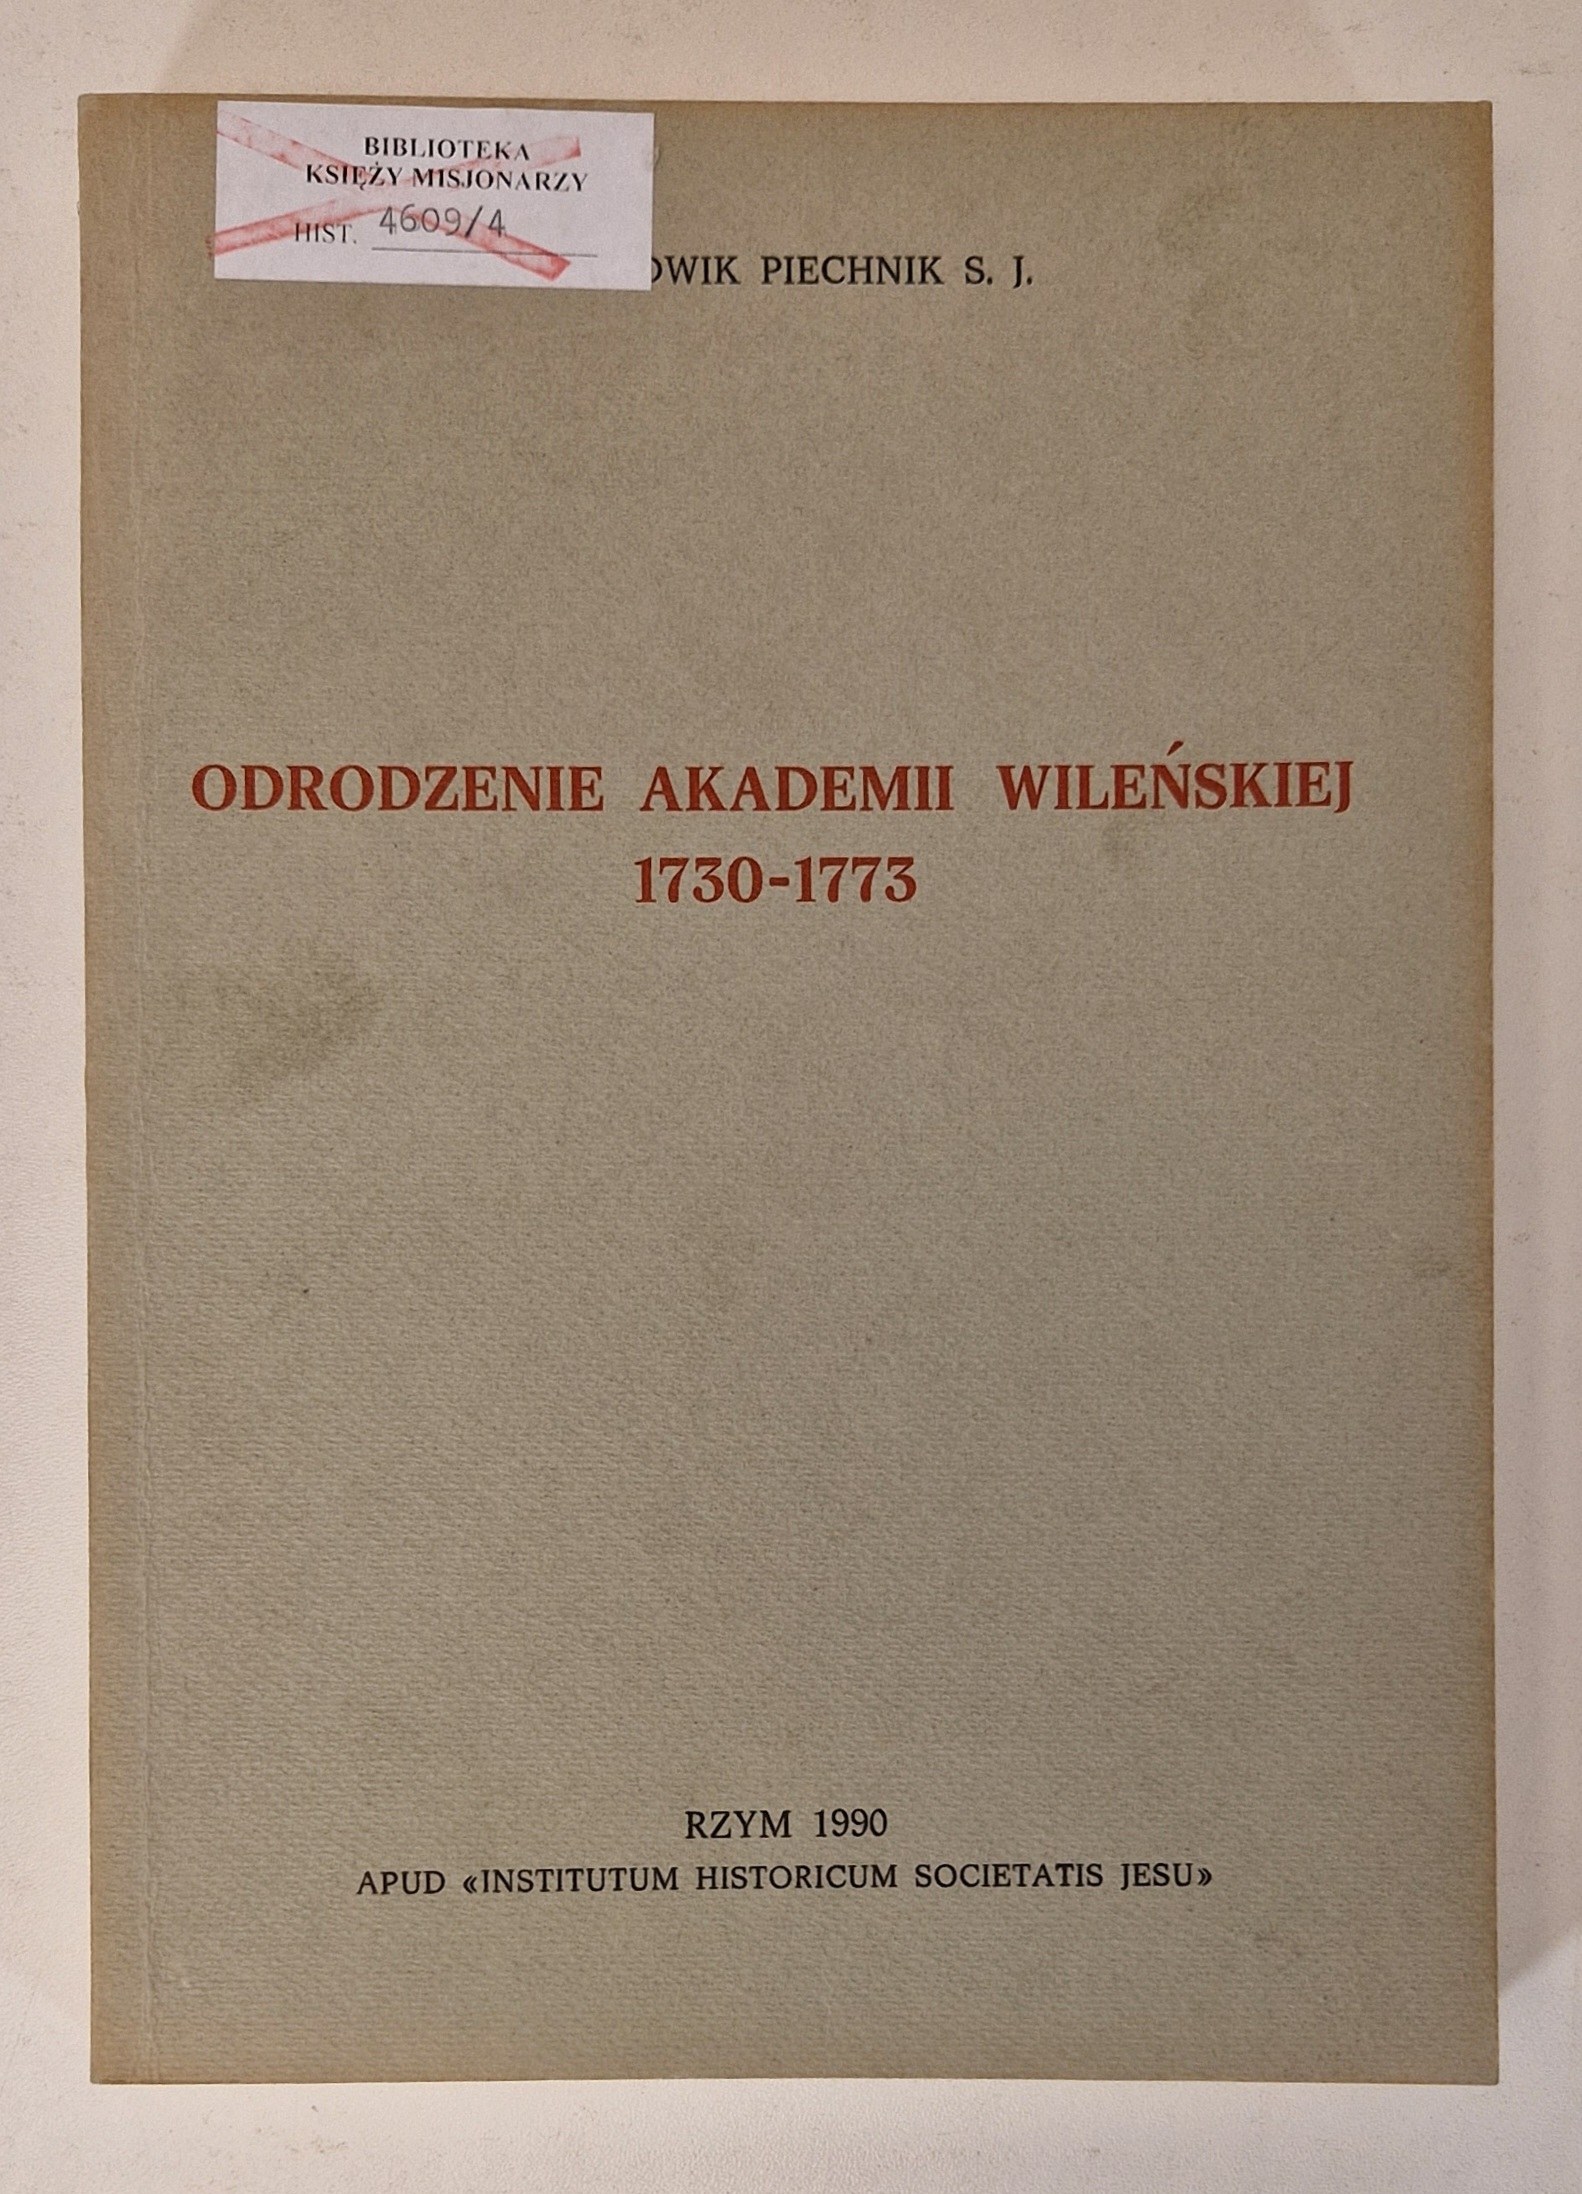 BIBLIOTEKA
KSIĘŻY MISJONARZY
HIST. 4609/4
PIECHNIK S. J.
ODRODZENIE AKADEMII WILEŃSKIEJ
1730-1773
RZYM 1990
APUD «INSTITUTUM HISTORICUM SOCIETATIS JESU»